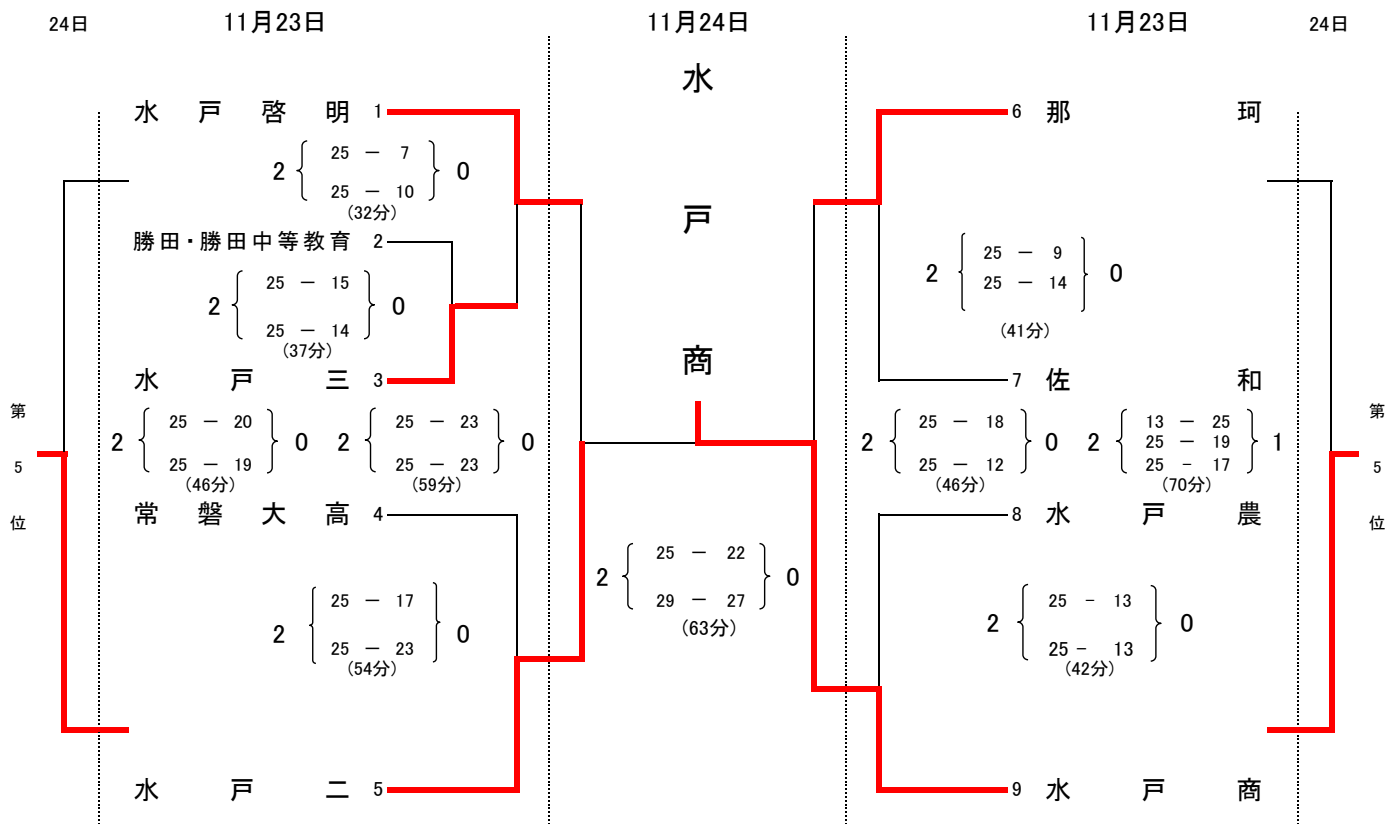 24日 11月23日 11月24日 11月23日 24日
水戸商
水戸啓明 1
6 那珂
2 25 － 7 0
25 － 10
(32分)
勝田・勝田中等教育 2
2 25 － 9 0
25 － 14
(41分)
2 25 － 15 0
25 － 14
(37分)
水戸三 3
7 佐和
第5位
2 25 － 20 0
25 － 19
(46分)
2 25 － 23 0
25 － 23
(59分)
2 25 － 18 0
25 － 12
(46分)
2 13 － 25 1
25 － 19
25 － 17
(70分)
第5位
常磐大高 4
8 水戸農
2 25 － 22 0
29 － 27
(63分)
2 25 － 17 0
25 － 23
(54分)
2 25 － 13 0
25 － 13
(42分)
水戸二 5
9 水戸商